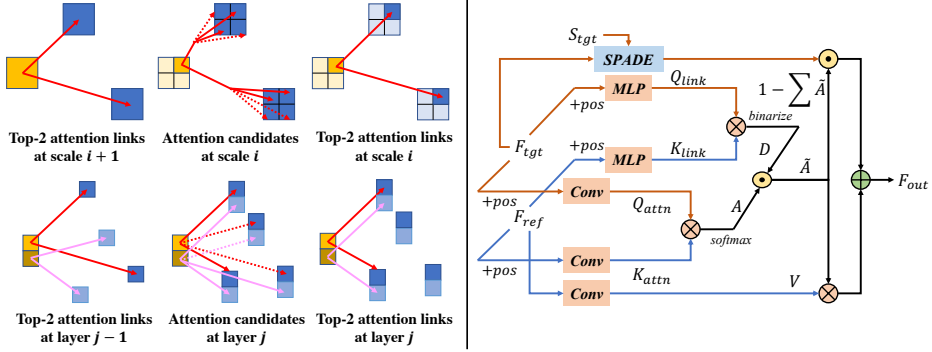 Top-2 attention links
at scale i + 1
Attention candidates
at scale i
Top-2 attention links
at scale i
Top-2 attention links
at layer j − 1
Attention candidates
at layer j
Top-2 attention links
at layer j
S_tgt
SPADE
1 − ∑ Ã
+pos
MLP
Q_link
binarize
F_tgt
+pos
MLP
K_link
D
Ã
+pos
Conv
Q_attn
A
F_out
F_ref
softmax
+pos
Conv
K_attn
Conv
V